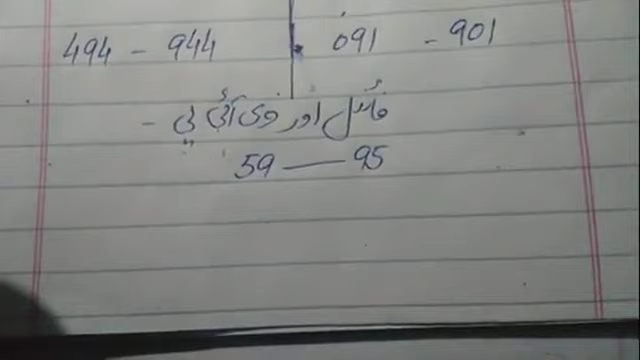 494 - 944 091 - 901
فائنل اور وی آئی پی -
59 — 95